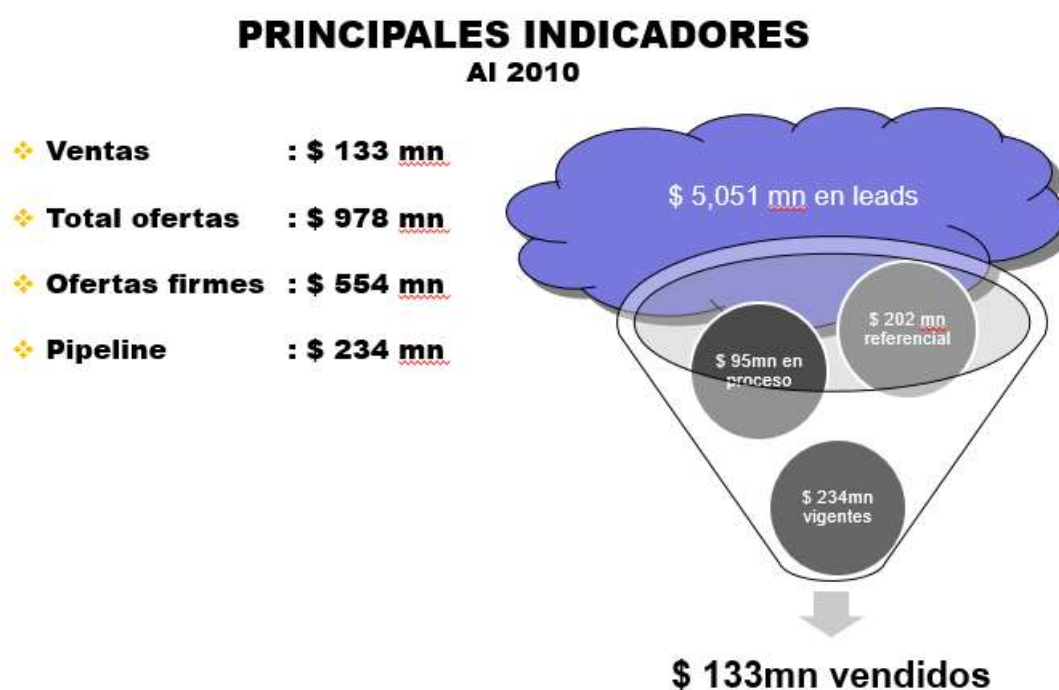 PRINCIPALES INDICADORES
Al 2010
Ventas : $ 133 mn
Total ofertas : $ 978 mn
Ofertas firmes : $ 554 mn
Pipeline : $ 234 mn
$ 5,051 mn en leads
$ 202 mn
referencial
$ 95mn en
proceso
$ 234mn
vigentes
$ 133mn vendidos